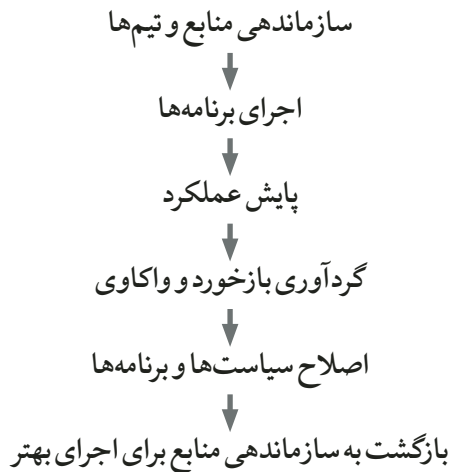 سازماندهی منابع و تیم‌ها
اجرای برنامه‌ها
پایش عملکرد
گردآوری بازخورد و واکاوی
اصلاح سیاست‌ها و برنامه‌ها
بازگشت به سازماندهی منابع برای اجرای بهتر